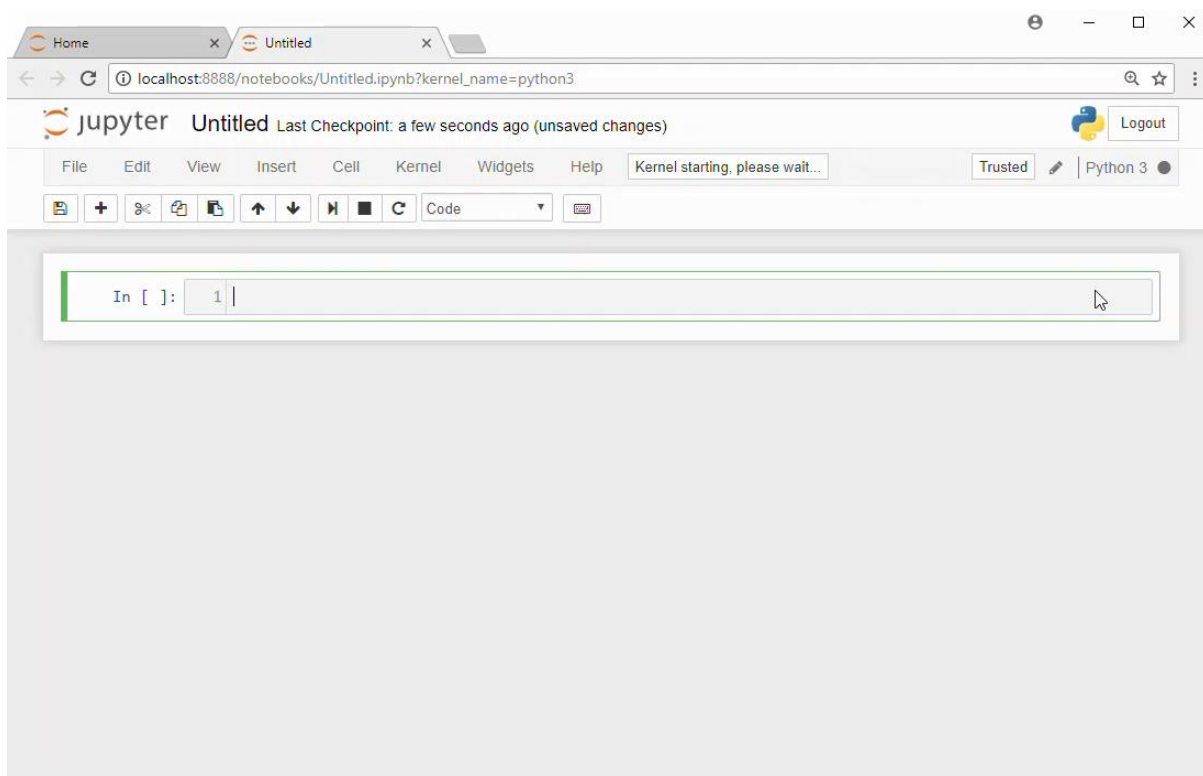 Home Untitled
localhost:8888/notebooks/Untitled.ipynb?kernel_name=python3
jupyter Untitled Last Checkpoint: a few seconds ago (unsaved changes) Logout
File Edit View Insert Cell Kernel Widgets Help Kernel starting, please wait... Trusted Python 3
Code
In [ ]: 1